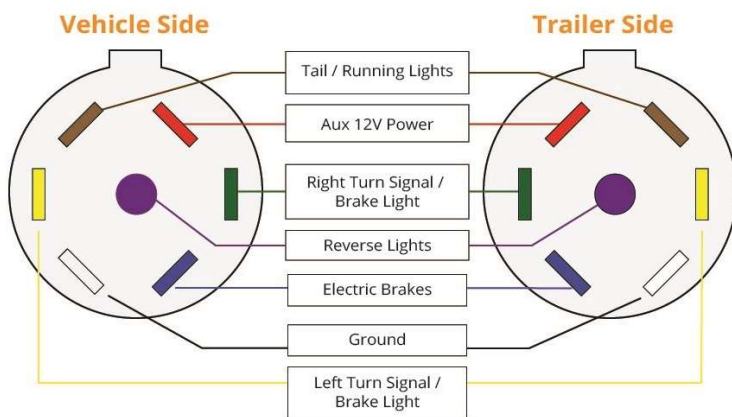 Vehicle Side
Trailer Side
Tail / Running Lights
Aux 12V Power
Right Turn Signal /
Brake Light
Reverse Lights
Electric Brakes
Ground
Left Turn Signal /
Brake Light